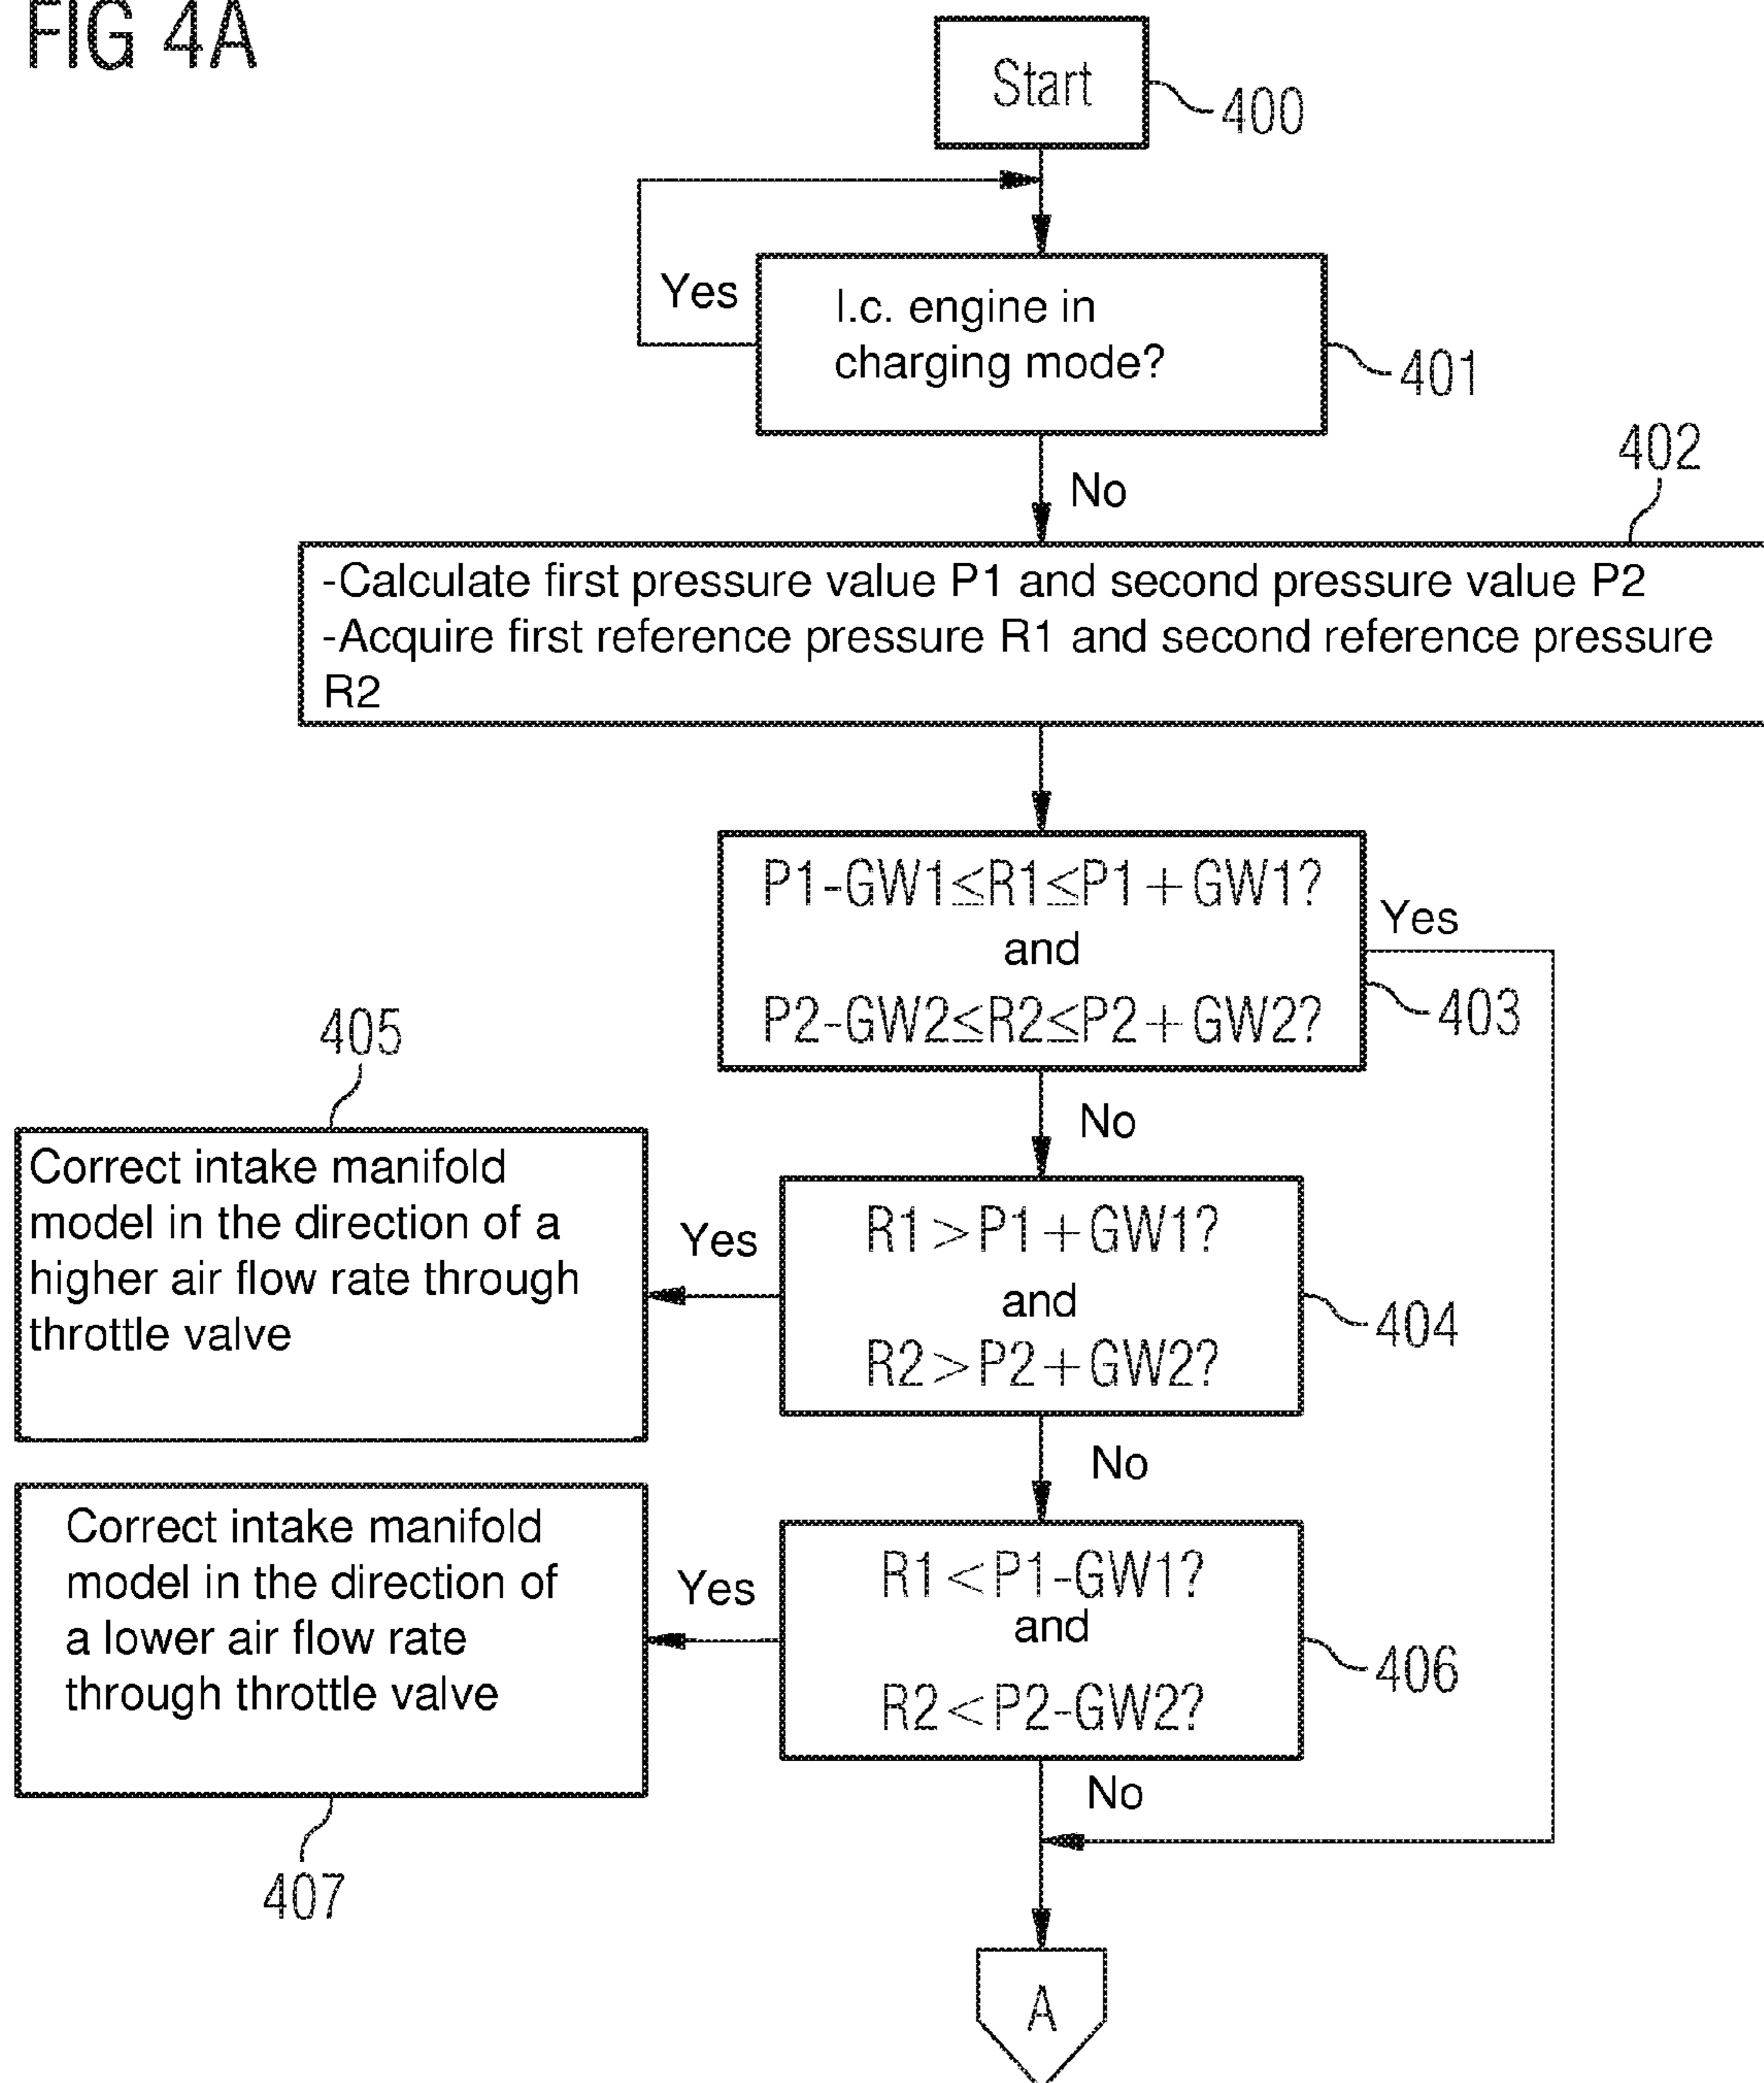 FIG 4A
Start
400
Yes
I.c. engine in
charging mode?
401
No
402
-Calculate first pressure value P1 and second pressure value P2
-Acquire first reference pressure R1 and second reference pressure
R2
P1-GW1≤R1≤P1+GW1?
and
P2-GW2≤R2≤P2+GW2?
Yes
403
No
405
Correct intake manifold
model in the direction of a
higher air flow rate through
throttle valve
Yes
R1>P1+GW1?
and
R2>P2+GW2?
404
No
Correct intake manifold
model in the direction of
a lower air flow rate
through throttle valve
Yes
R1<P1-GW1?
and
R2<P2-GW2?
406
No
407
A